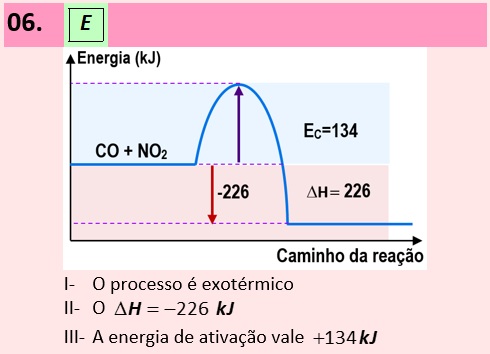 06. E
Energia (kJ)
CO + NO₂
E꜀=134
-226
ΔH= 226
Caminho da reação
I- O processo é exotérmico
II- O ΔH = −226 kJ
III- A energia de ativação vale +134 kJ